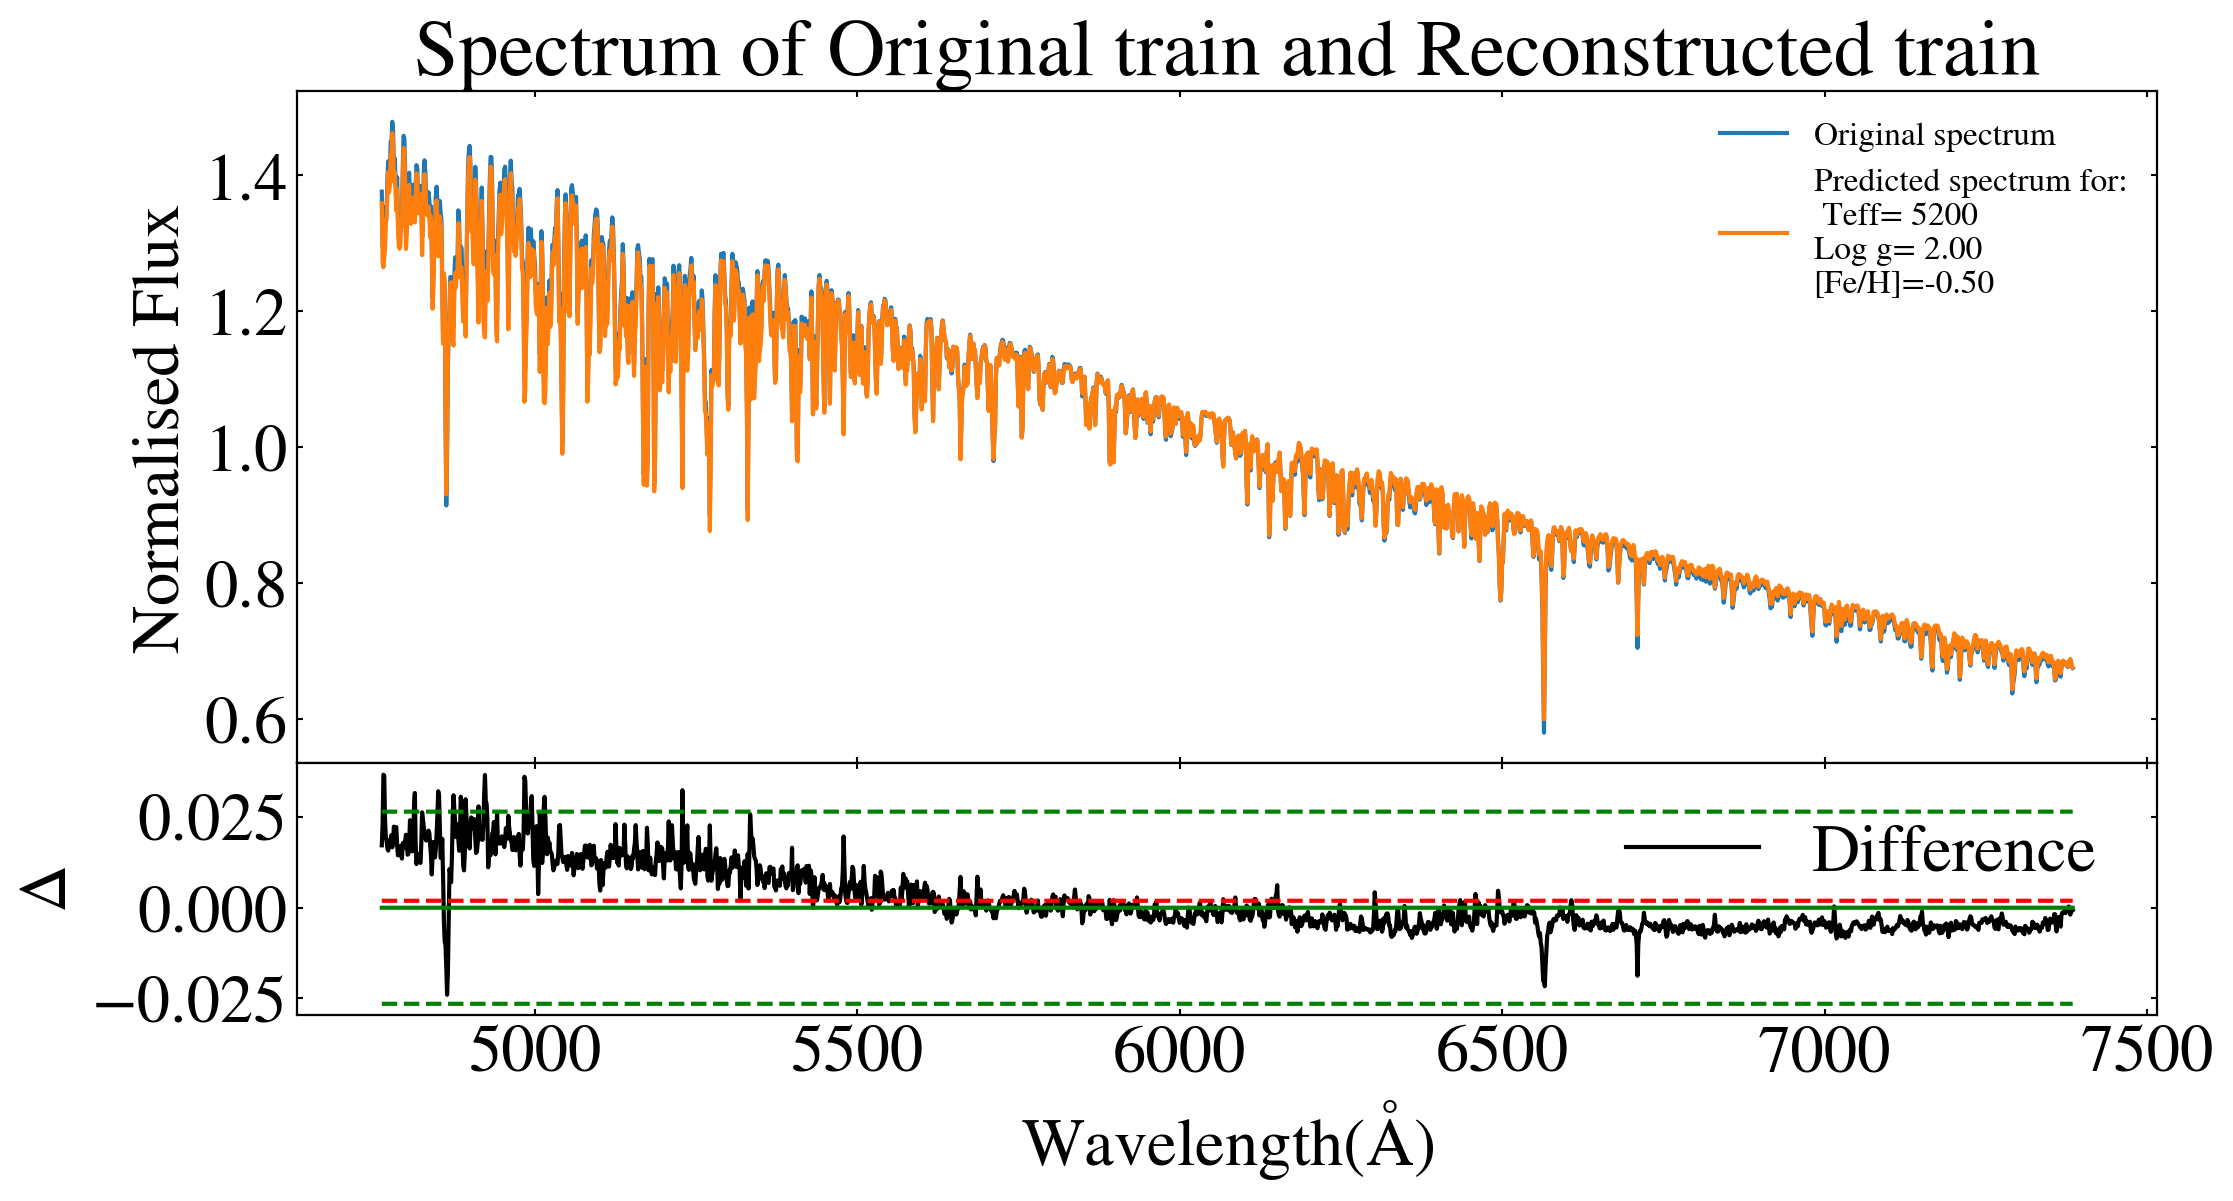 Spectrum of Original train and Reconstructed train
Normalised Flux
1.4
1.2
1.0
0.8
0.6
Original spectrum
Predicted spectrum for:
Teff= 5200
Log g= 2.00
[Fe/H]=-0.50
Δ
0.025
0.000
−0.025
Difference
5000 5500 6000 6500 7000 7500
Wavelength(Å)